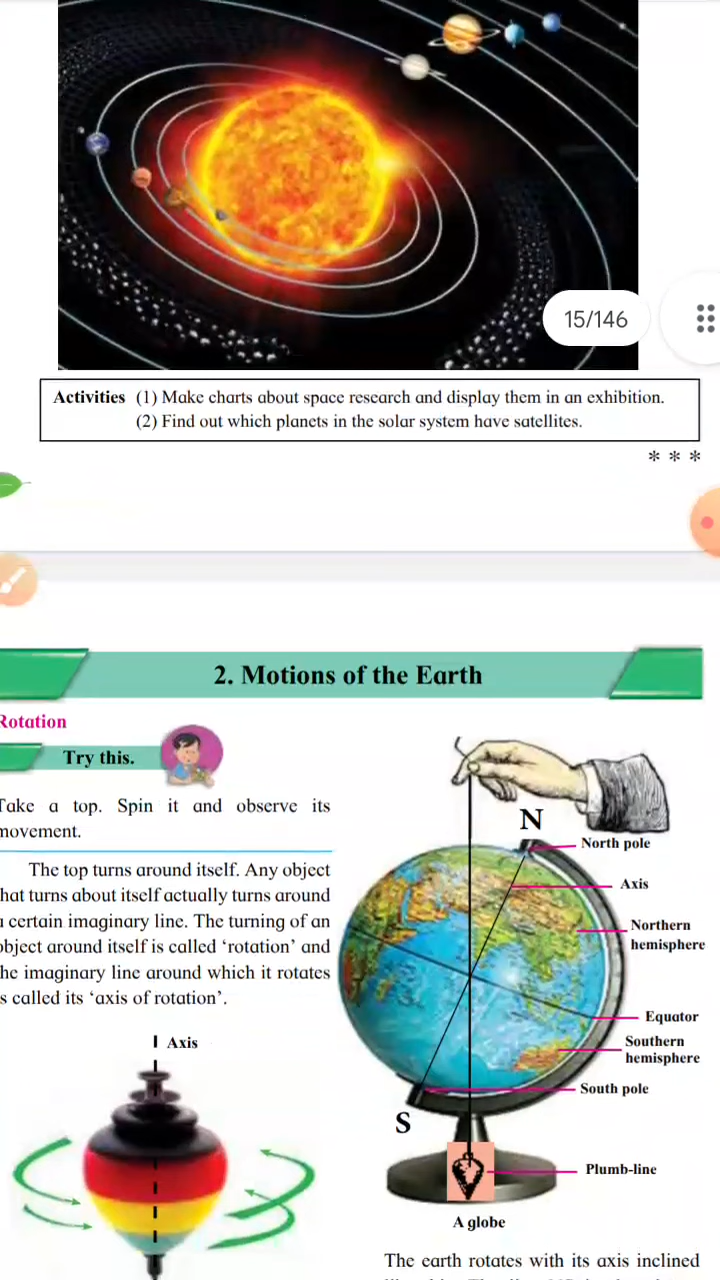 15/146
Activities (1) Make charts about space research and display them in an exhibition.
(2) Find out which planets in the solar system have satellites.
* * *
2. Motions of the Earth
Rotation
Try this.
Take a top. Spin it and observe its
movement.
The top turns around itself. Any object
hat turns about itself actually turns around
a certain imaginary line. The turning of an
object around itself is called ‘rotation’ and
he imaginary line around which it rotates
s called its ‘axis of rotation’.
Axis
N
North pole
Axis
Northern
hemisphere
Equator
Southern
hemisphere
South pole
S
Plumb-line
A globe
The earth rotates with its axis inclined